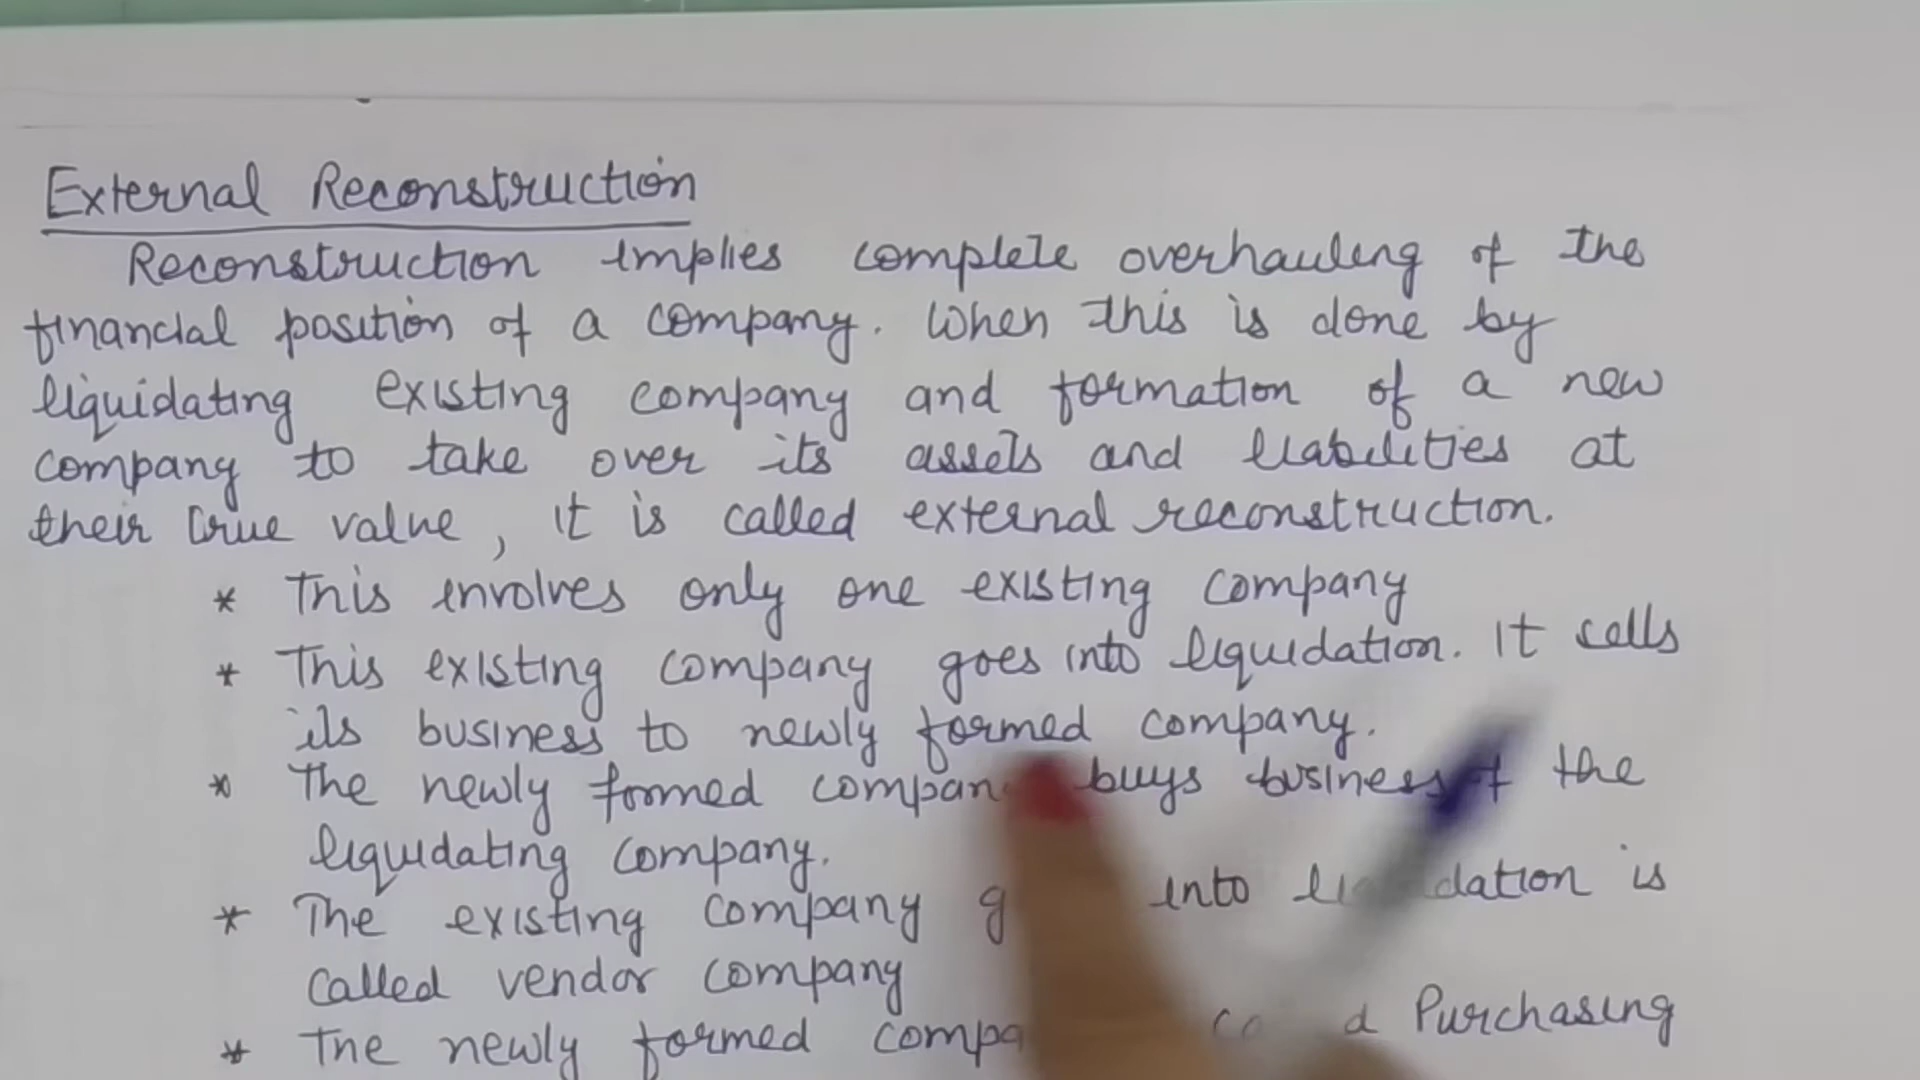 External Reconstruction
Reconstruction implies complete overhauling of the
financial position of a company. When this is done by
liquidating existing company and formation of a new
company to take over its assets and liabilities at
their true value, it is called external reconstruction.
* This involves only one existing company
* This existing company goes into liquidation. It cells
its business to newly formed company.
* The newly formed compan buys business of the
liquidating company.
* The existing company g into dation is
called vendor company
* The newly formed compa Purchasing